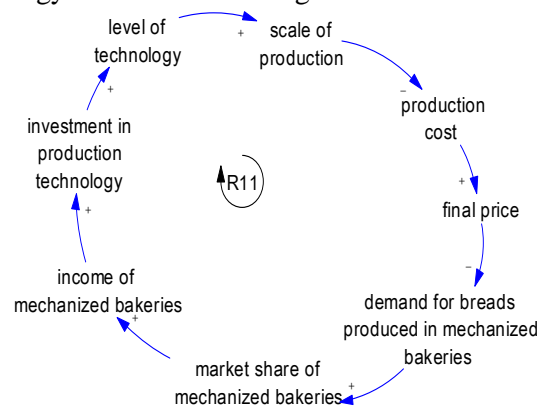 level of
technology
+
scale of
production
–
production
cost
+
final price
–
demand for breads
produced in mechanized
bakeries
+
market share of
mechanized bakeries
+
income of
mechanized bakeries
+
investment in
production
technology
+
R11